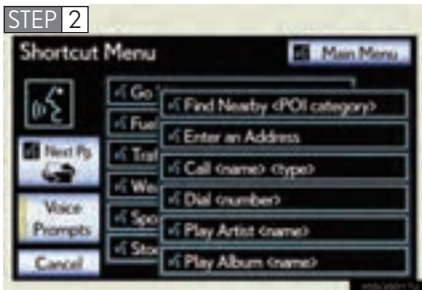 STEP 2
Shortcut Menu
Main Menu
Go
Find Nearby <POI category>
Fuel
Enter an Address
Next Pg.
Traf
Call <name> <type>
Wea
Dial <number>
Voice
Prompts
Spo
Play Artist <name>
Cancel
Sto
Play Album <name>